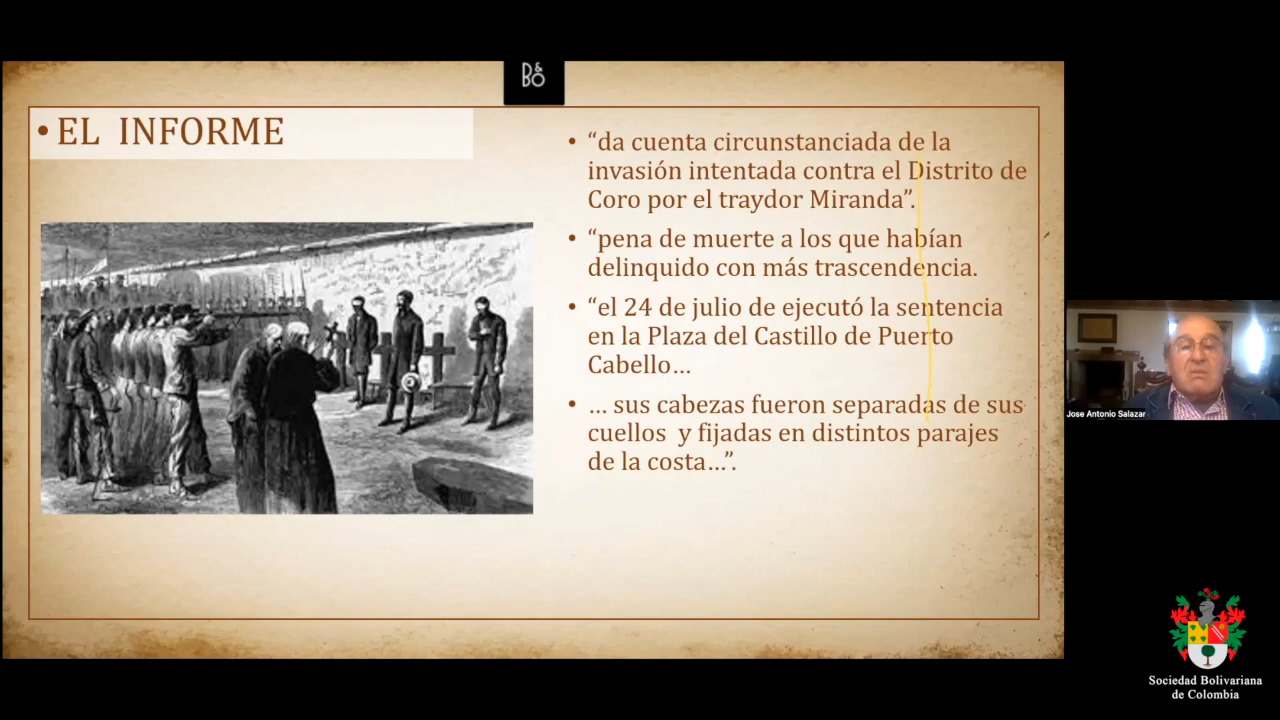 B&O
• EL INFORME
• “da cuenta circunstanciada de la
invasión intentada contra el Distrito de
Coro por el traydor Miranda”.
• “pena de muerte a los que habían
delinquido con más trascendencia.
• “el 24 de julio de ejecutó la sentencia
en la Plaza del Castillo de Puerto
Cabello…
• … sus cabezas fueron separadas de sus
cuellos y fijadas en distintos parajes
de la costa…”.
Jose Antonio Salazar
Sociedad Bolivariana
de Colombia